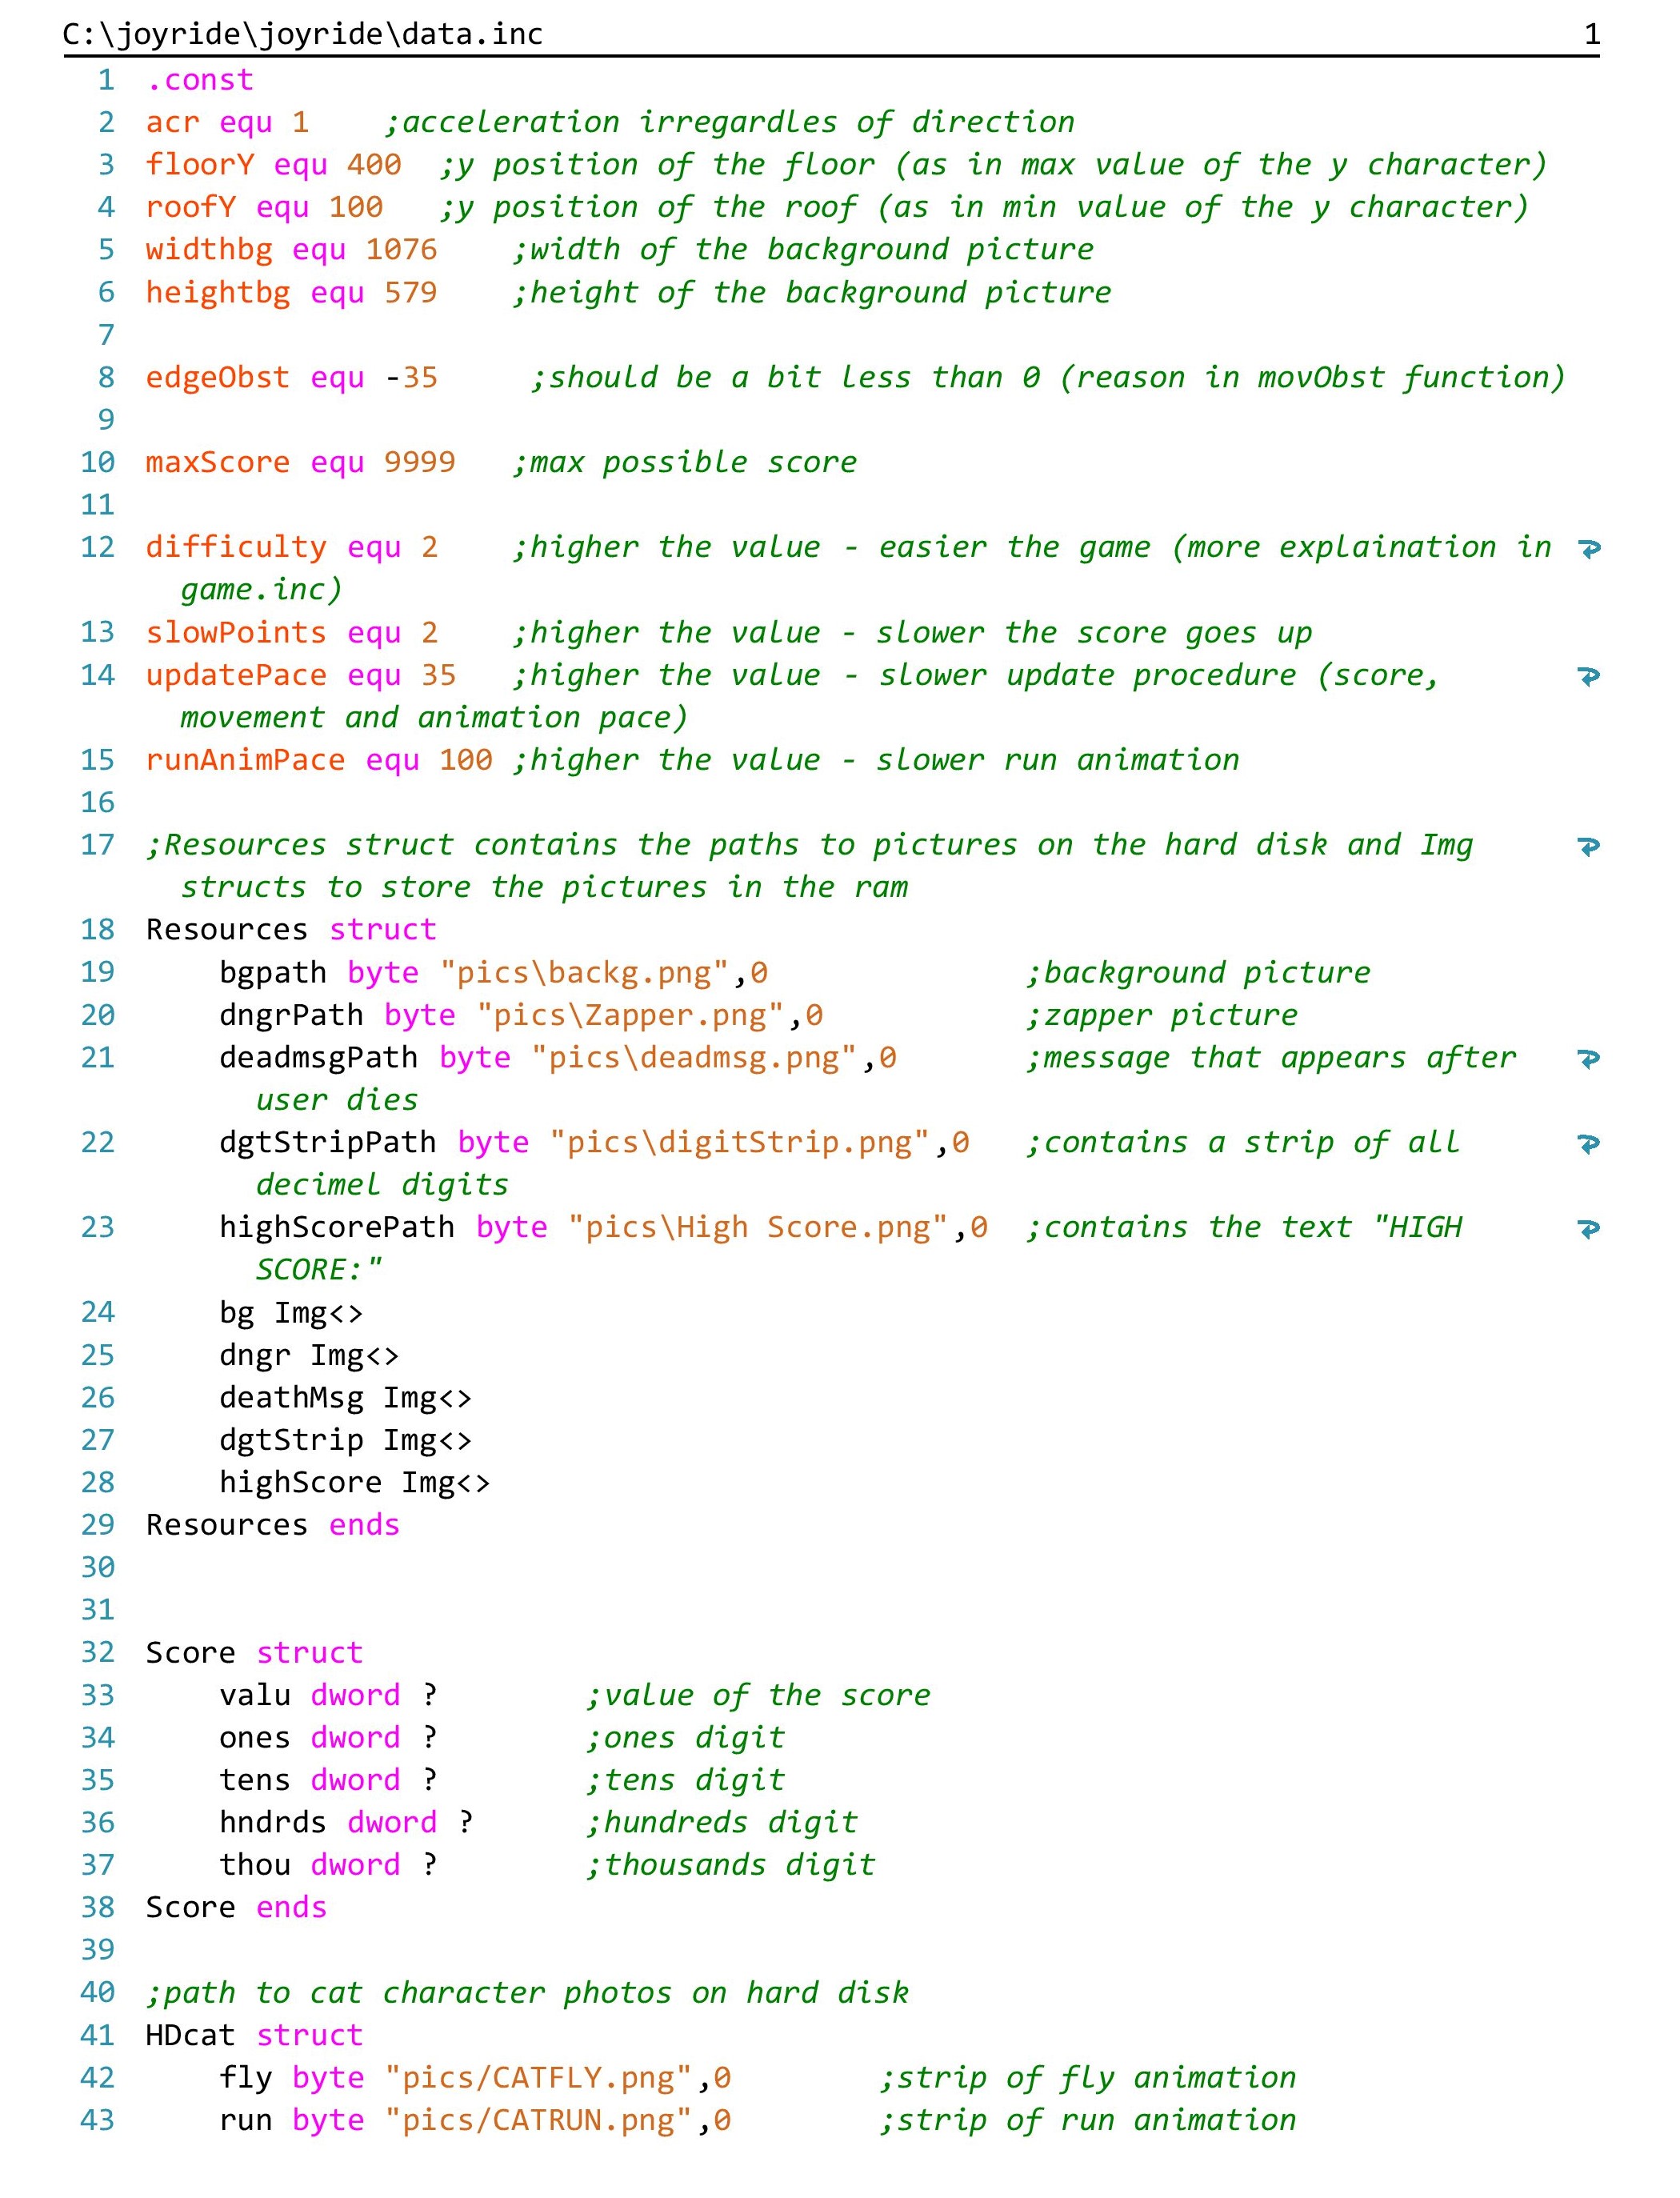 C:\joyride\joyride\data.inc 1
1 .const
2 acr equ 1 ;acceleration irregardles of direction
3 floorY equ 400 ;y position of the floor (as in max value of the y character)
4 roofY equ 100 ;y position of the roof (as in min value of the y character)
5 widthbg equ 1076 ;width of the background picture
6 heightbg equ 579 ;height of the background picture
7
8 edgeObst equ -35 ;should be a bit less than 0 (reason in movObst function)
9
10 maxScore equ 9999 ;max possible score
11
12 difficulty equ 2 ;higher the value - easier the game (more explaination in
game.inc)
13 slowPoints equ 2 ;higher the value - slower the score goes up
14 updatePace equ 35 ;higher the value - slower update procedure (score,
movement and animation pace)
15 runAnimPace equ 100 ;higher the value - slower run animation
16
17 ;Resources struct contains the paths to pictures on the hard disk and Img
structs to store the pictures in the ram
18 Resources struct
19 bgpath byte "pics\backg.png",0 ;background picture
20 dngrPath byte "pics\Zapper.png",0 ;zapper picture
21 deadmsgPath byte "pics\deadmsg.png",0 ;message that appears after
user dies
22 dgtStripPath byte "pics\digitStrip.png",0 ;contains a strip of all
decimel digits
23 highScorePath byte "pics\High Score.png",0 ;contains the text "HIGH
SCORE:"
24 bg Img<>
25 dngr Img<>
26 deathMsg Img<>
27 dgtStrip Img<>
28 highScore Img<>
29 Resources ends
30
31
32 Score struct
33 valu dword ? ;value of the score
34 ones dword ? ;ones digit
35 tens dword ? ;tens digit
36 hndrds dword ? ;hundreds digit
37 thou dword ? ;thousands digit
38 Score ends
39
40 ;path to cat character photos on hard disk
41 HDcat struct
42 fly byte "pics/CATFLY.png",0 ;strip of fly animation
43 run byte "pics/CATRUN.png",0 ;strip of run animation